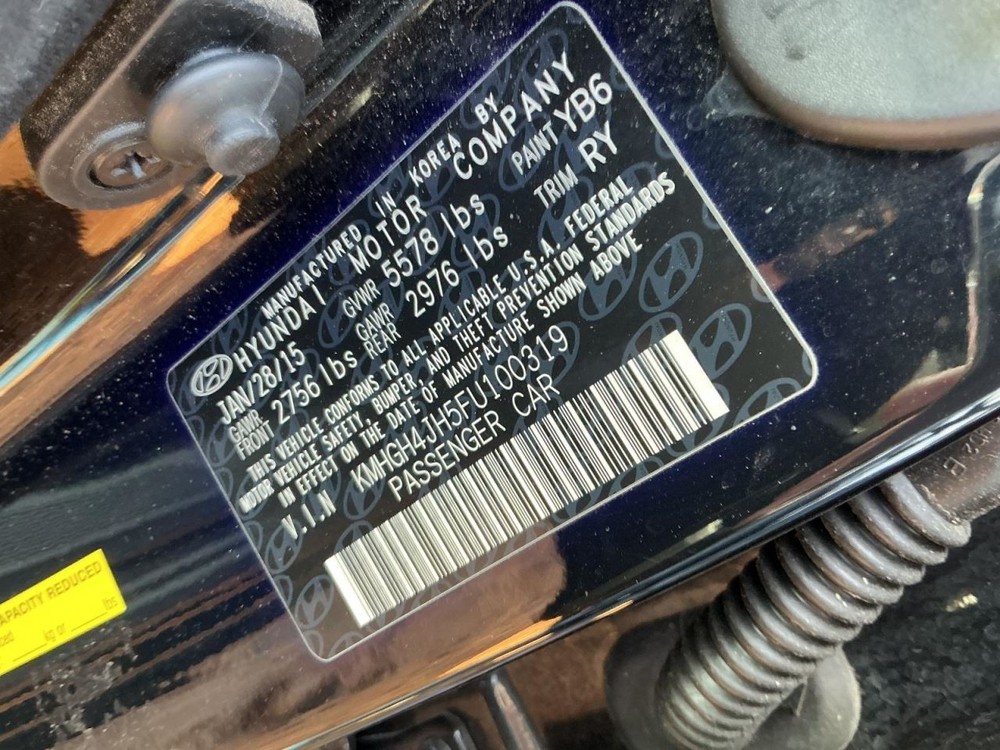 MANUFACTURED IN KOREA BY
HYUNDAI MOTOR COMPANY
JAN/28/15 GVWR 5578 lbs PAINT YB6
GAWR FRONT 2756 lbs GAWR REAR 2976 lbs TRIM RY
THIS VEHICLE CONFORMS TO ALL APPLICABLE U.S.A. FEDERAL
MOTOR VEHICLE SAFETY, BUMPER, AND THEFT PREVENTION STANDARDS
IN EFFECT ON THE DATE OF MANUFACTURE SHOWN ABOVE
V.I.N KMHGH4JH5FU100319
PASSENGER CAR
CAPACITY REDUCED
kg or lbs